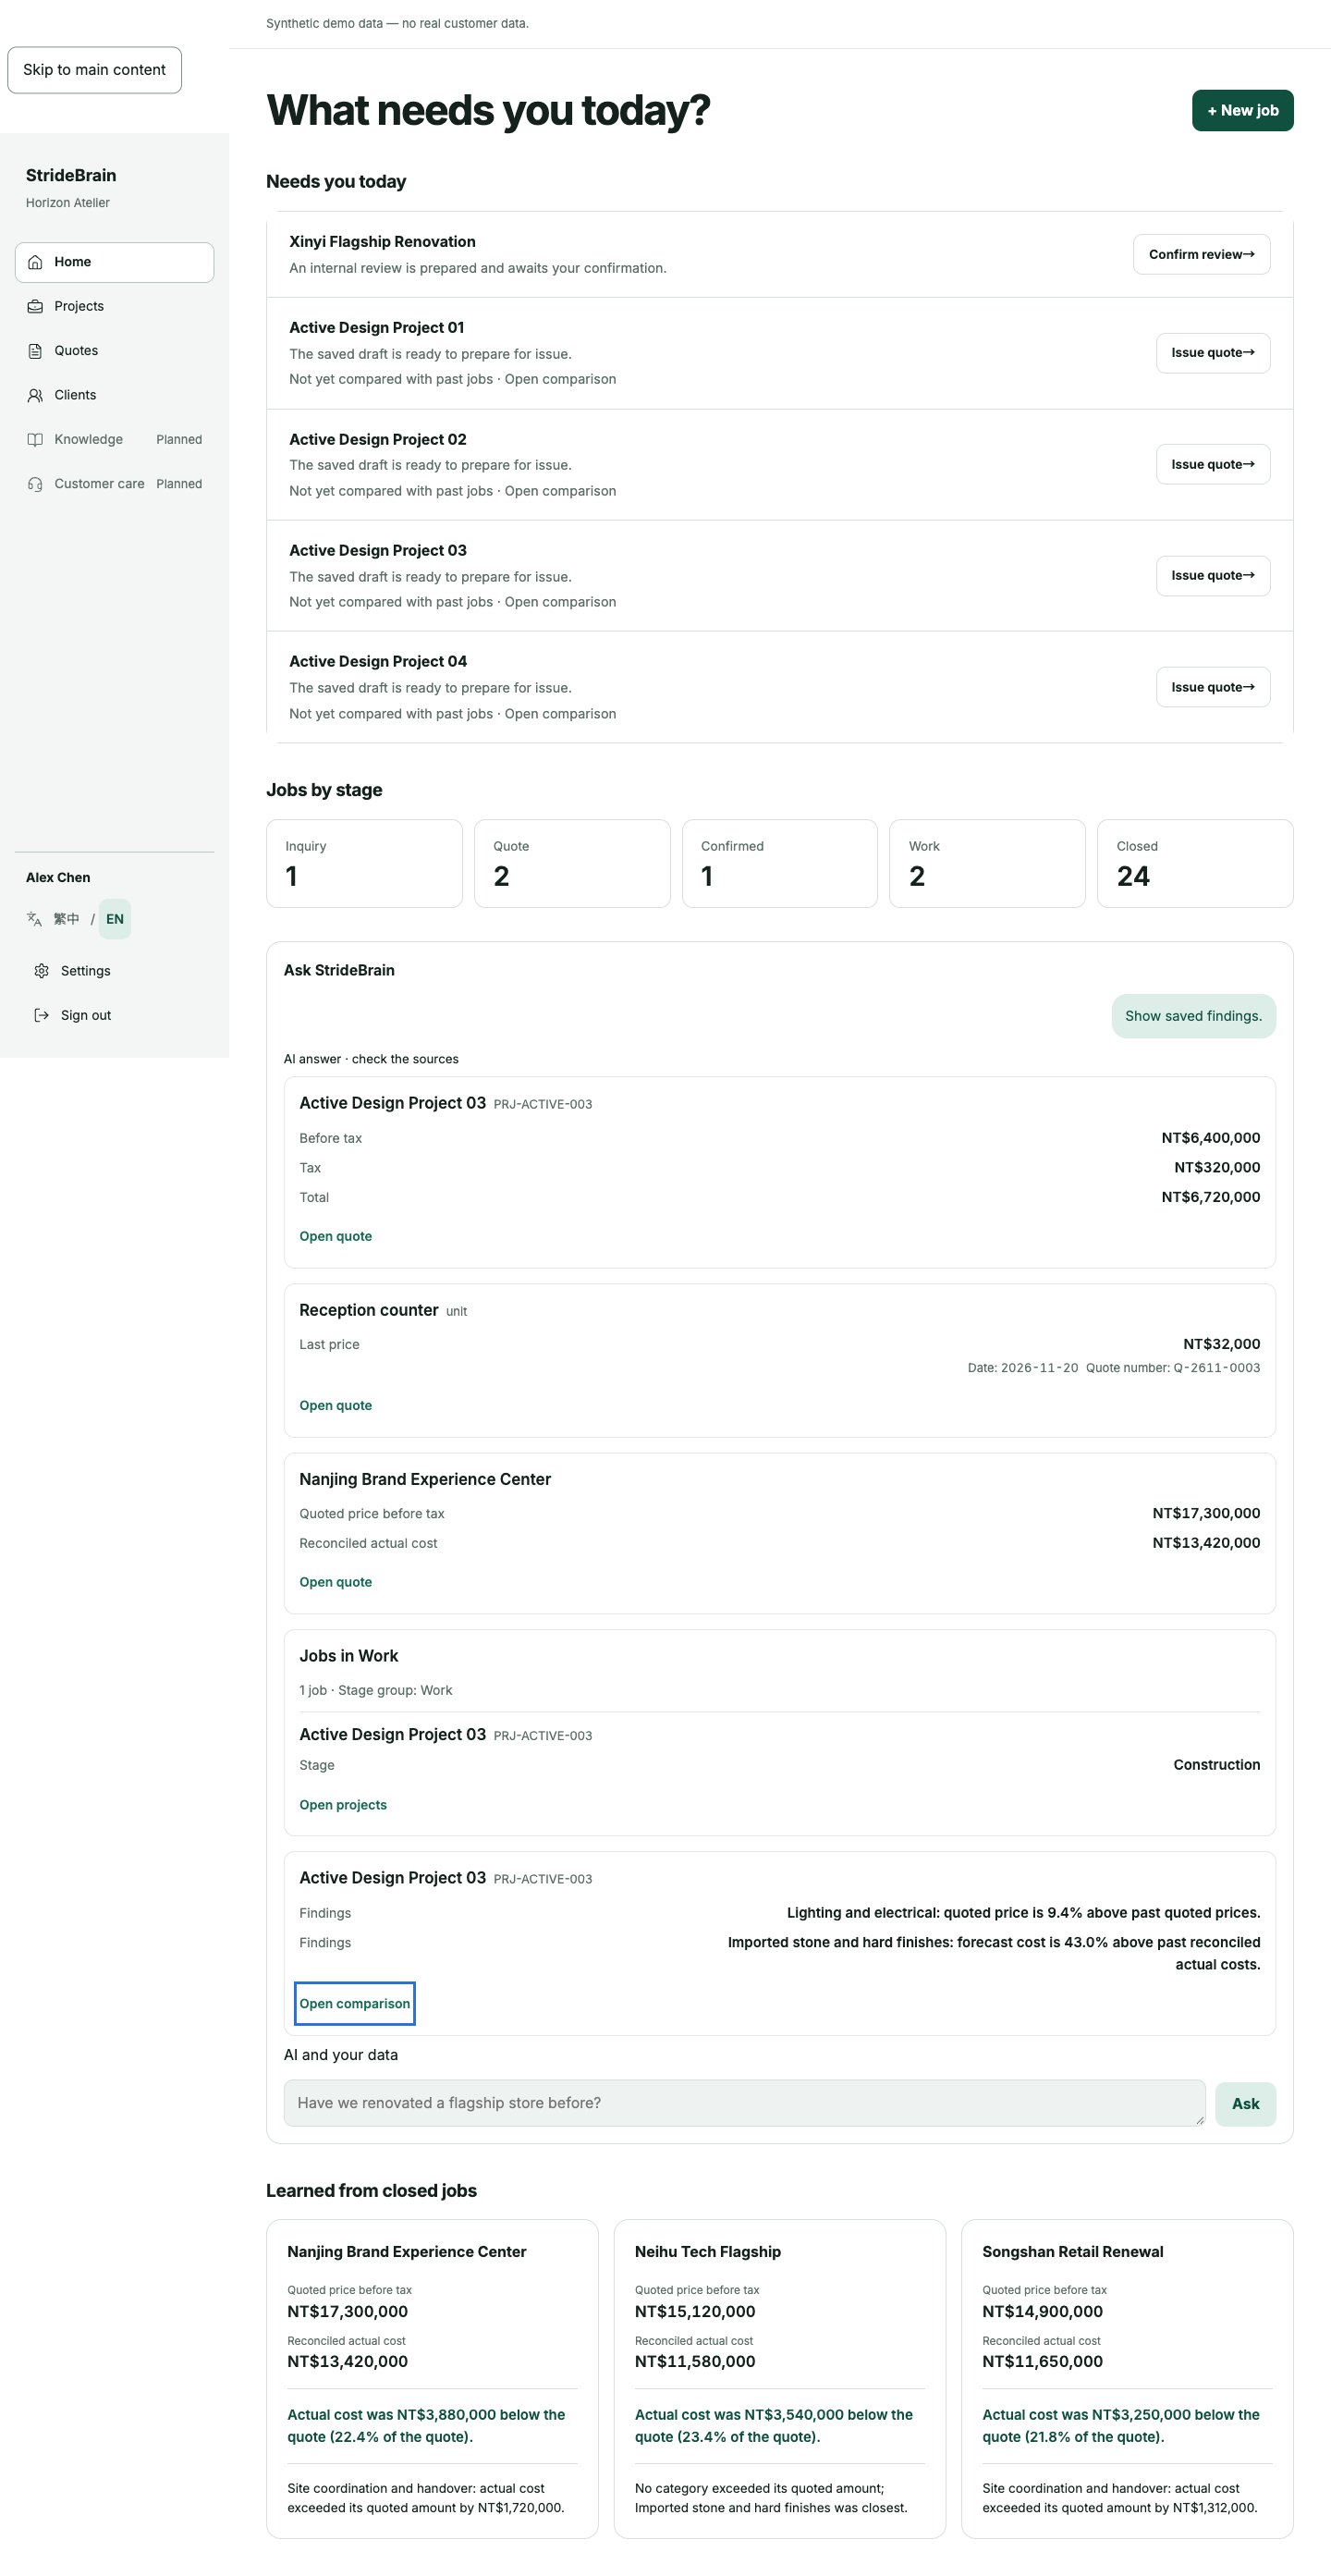 Synthetic demo data — no real customer data.
Skip to main content
StrideBrain
Horizon Atelier
Home
Projects
Quotes
Clients
Knowledge Planned
Customer care Planned
Alex Chen
繁中 / EN
Settings
Sign out
What needs you today?
+ New job
Needs you today
Xinyi Flagship Renovation
An internal review is prepared and awaits your confirmation.
Confirm review→
Active Design Project 01
The saved draft is ready to prepare for issue.
Not yet compared with past jobs · Open comparison
Issue quote→
Active Design Project 02
The saved draft is ready to prepare for issue.
Not yet compared with past jobs · Open comparison
Issue quote→
Active Design Project 03
The saved draft is ready to prepare for issue.
Not yet compared with past jobs · Open comparison
Issue quote→
Active Design Project 04
The saved draft is ready to prepare for issue.
Not yet compared with past jobs · Open comparison
Issue quote→
Jobs by stage
Inquiry
1
Quote
2
Confirmed
1
Work
2
Closed
24
Ask StrideBrain
Show saved findings.
AI answer · check the sources
Active Design Project 03 PRJ-ACTIVE-003
Before tax NT$6,400,000
Tax NT$320,000
Total NT$6,720,000
Open quote
Reception counter unit
Last price NT$32,000
Date: 2026-11-20 Quote number: Q-2611-0003
Open quote
Nanjing Brand Experience Center
Quoted price before tax NT$17,300,000
Reconciled actual cost NT$13,420,000
Open quote
Jobs in Work
1 job · Stage group: Work
Active Design Project 03 PRJ-ACTIVE-003
Stage Construction
Open projects
Active Design Project 03 PRJ-ACTIVE-003
Findings Lighting and electrical: quoted price is 9.4% above past quoted prices.
Findings Imported stone and hard finishes: forecast cost is 43.0% above past reconciled
actual costs.
Open comparison
AI and your data
Have we renovated a flagship store before?
Ask
Learned from closed jobs
Nanjing Brand Experience Center
Quoted price before tax
NT$17,300,000
Reconciled actual cost
NT$13,420,000
Actual cost was NT$3,880,000 below the
quote (22.4% of the quote).
Site coordination and handover: actual cost
exceeded its quoted amount by NT$1,720,000.
Neihu Tech Flagship
Quoted price before tax
NT$15,120,000
Reconciled actual cost
NT$11,580,000
Actual cost was NT$3,540,000 below the
quote (23.4% of the quote).
No category exceeded its quoted amount;
Imported stone and hard finishes was closest.
Songshan Retail Renewal
Quoted price before tax
NT$14,900,000
Reconciled actual cost
NT$11,650,000
Actual cost was NT$3,250,000 below the
quote (21.8% of the quote).
Site coordination and handover: actual cost
exceeded its quoted amount by NT$1,312,000.